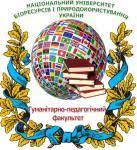 НАЦІОНАЛЬНИЙ УНІВЕРСИТЕТ
БІОРЕСУРСІВ І ПРИРОДОКОРИСТУВАННЯ
УКРАЇНИ
гуманітарно-педагогічний
факультет